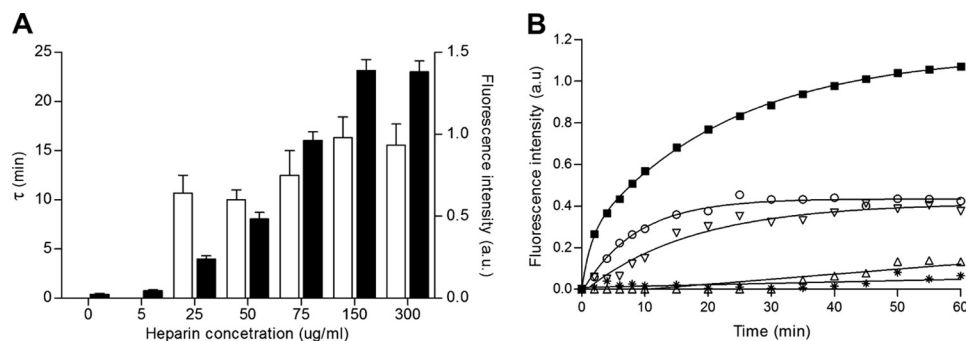 A
25
20
15
10
5
0
τ (min)
1.5
1.0
0.5
0.0
Fluorescence intensity (a.u.)
0 5 25 50 75 150 300
Heparin concetration (ug/ml)
B
1.2
1.0
0.8
0.6
0.4
0.2
0.0
Fluorescence intensity (a.u)
0 10 20 30 40 50 60
Time (min)